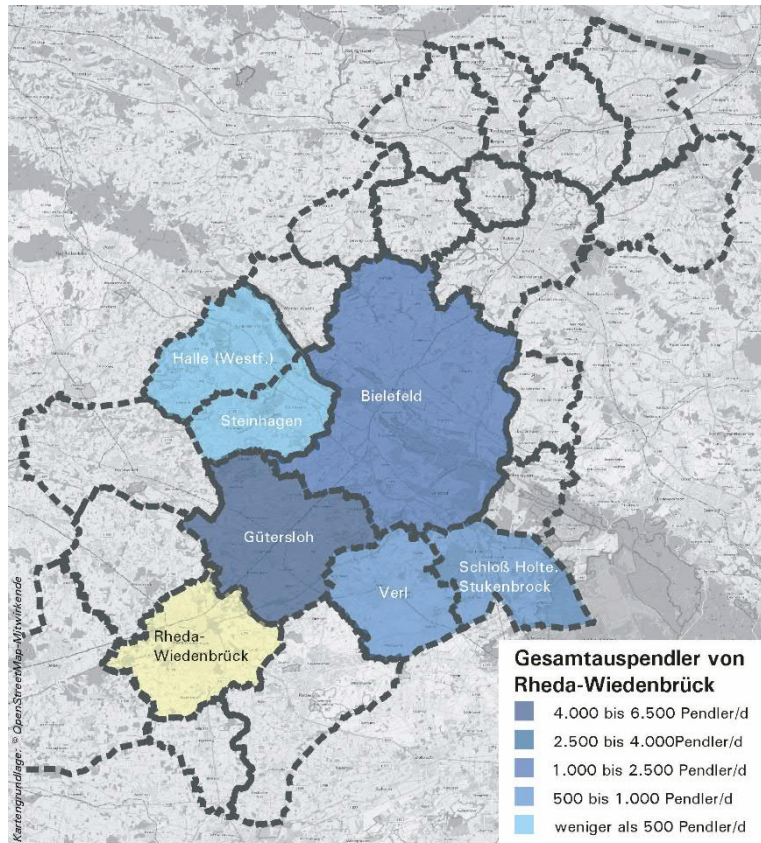 Halle (Westf.)
Steinhagen
Bielefeld
Gütersloh
Verl
Schloß Holte.
Stukenbrock
Rheda-
Wiedenbrück
Kartengrundlage: © OpenStreetMap-Mitwirkende
Gesamtauspendler von
Rheda-Wiedenbrück
4.000 bis 6.500 Pendler/d
2.500 bis 4.000Pendler/d
1.000 bis 2.500 Pendler/d
500 bis 1.000 Pendler/d
weniger als 500 Pendler/d